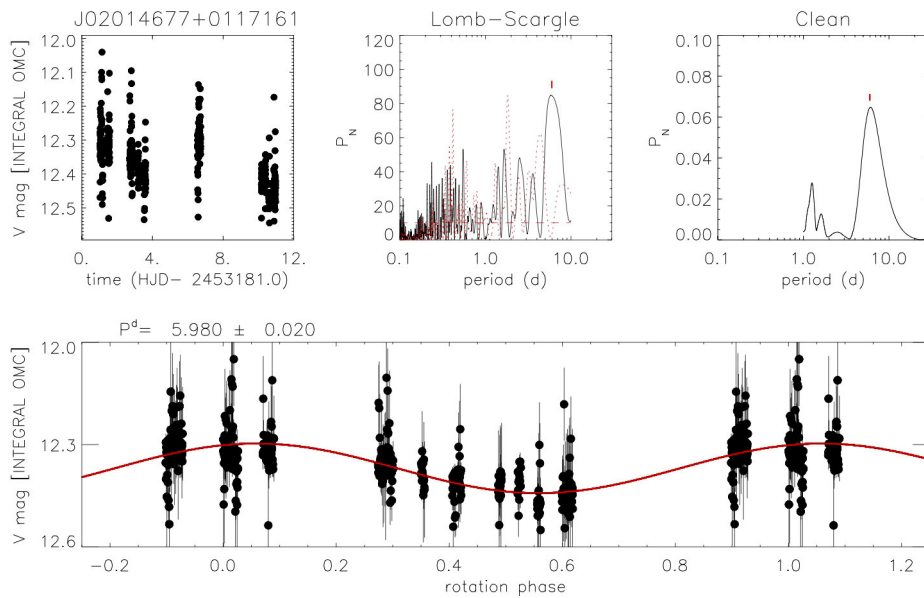 J02014677+0117161
Lomb-Scargle
Clean
V mag [INTEGRAL OMC]
12.0
12.1
12.2
12.3
12.4
12.5
0. 4. 8. 12.
time (HJD- 2453181.0)
P_N
120
100
80
60
40
20
10
0
0.1 1.0 10.0
period (d)
P_N
0.10
0.08
0.06
0.04
0.02
0.00
0.1 1.0 10.0
period (d)
P^d= 5.980 ± 0.020
V mag [INTEGRAL OMC]
12.0
12.3
12.6
-0.2 0.0 0.2 0.4 0.6 0.8 1.0 1.2
rotation phase